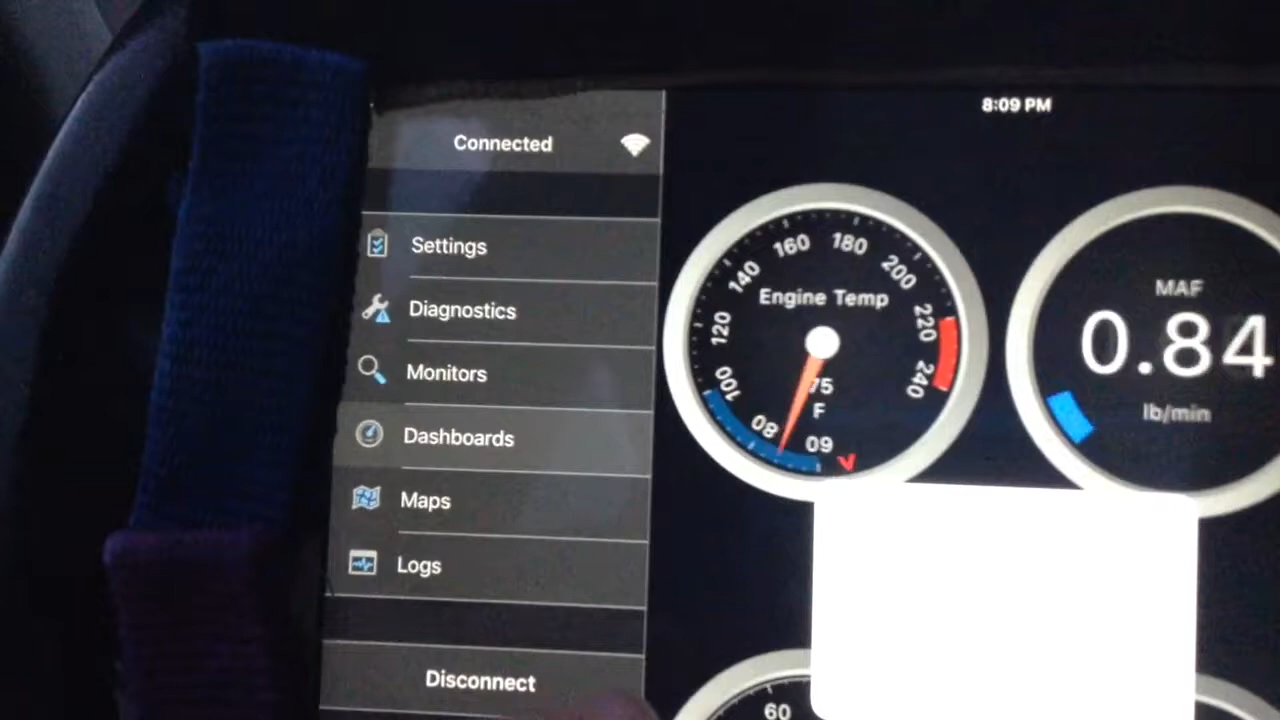 8:09 PM
Connected
Settings
Diagnostics
Monitors
Dashboards
Maps
Logs
Disconnect
160
180
140
200
Engine Temp
120
220
100
240
75
F
80
60
MAF
0.84
lb/min
60